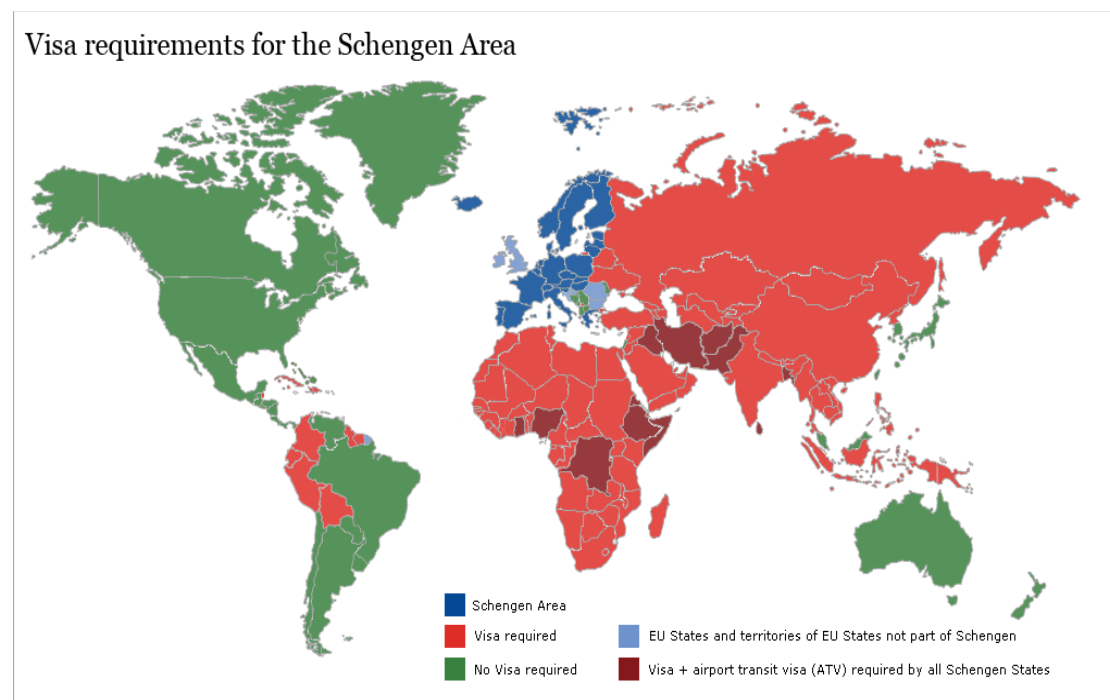 Visa requirements for the Schengen Area
Schengen Area
Visa required
EU States and territories of EU States not part of Schengen
No Visa required
Visa + airport transit visa (ATV) required by all Schengen States